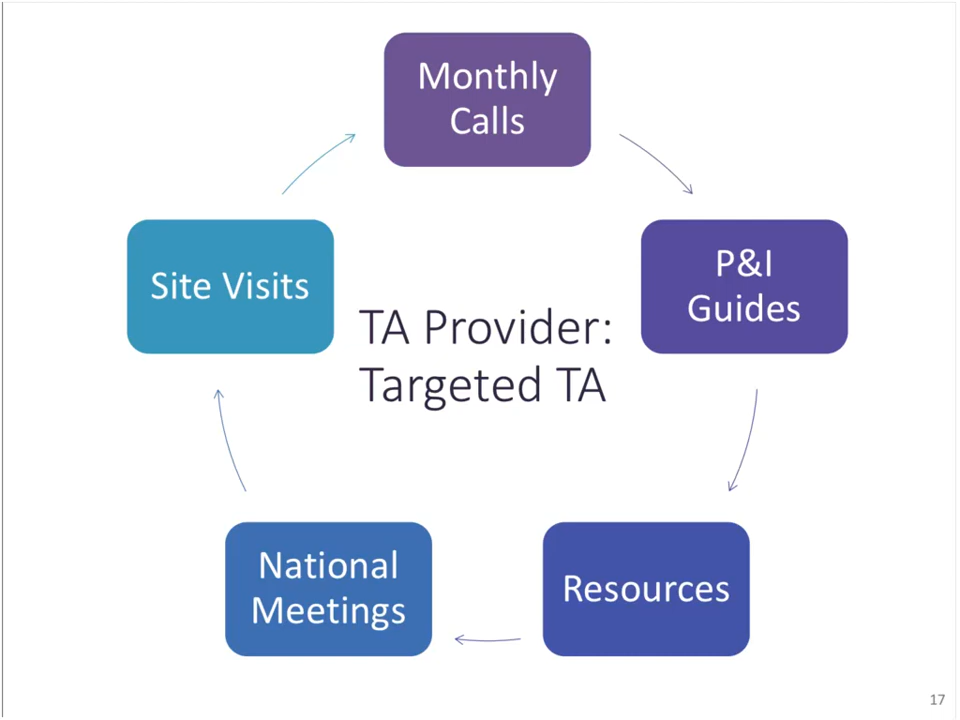 Monthly
Calls
P&I
Guides
Site Visits
TA Provider:
Targeted TA
National
Meetings
Resources
17